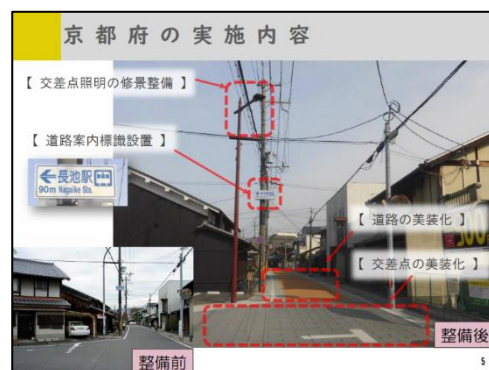 京都府の実施内容
【 交差点照明の修景整備 】
【 道路案内標識設置 】
←長池駅
90m Nagaike Sta.
【 道路の美装化 】
【 交差点の美装化 】
整備前
整備後
5